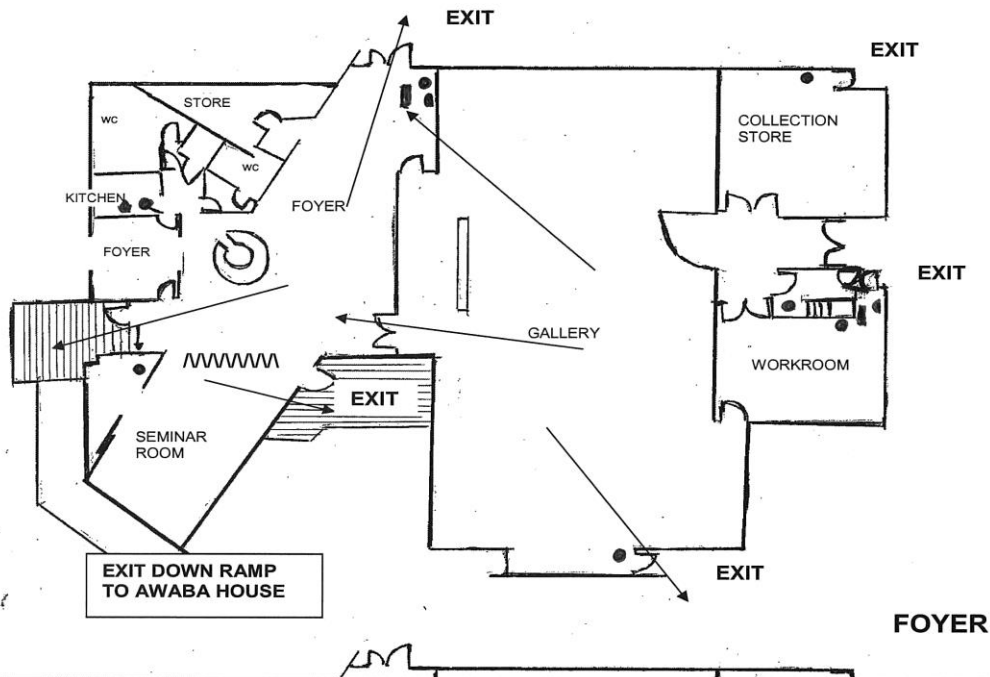 EXIT
EXIT
STORE
WC
COLLECTION
STORE
WC
KITCHEN
FOYER
FOYER
EXIT
GALLERY
WORKROOM
EXIT
SEMINAR
ROOM
EXIT DOWN RAMP
TO AWABA HOUSE
EXIT
FOYER